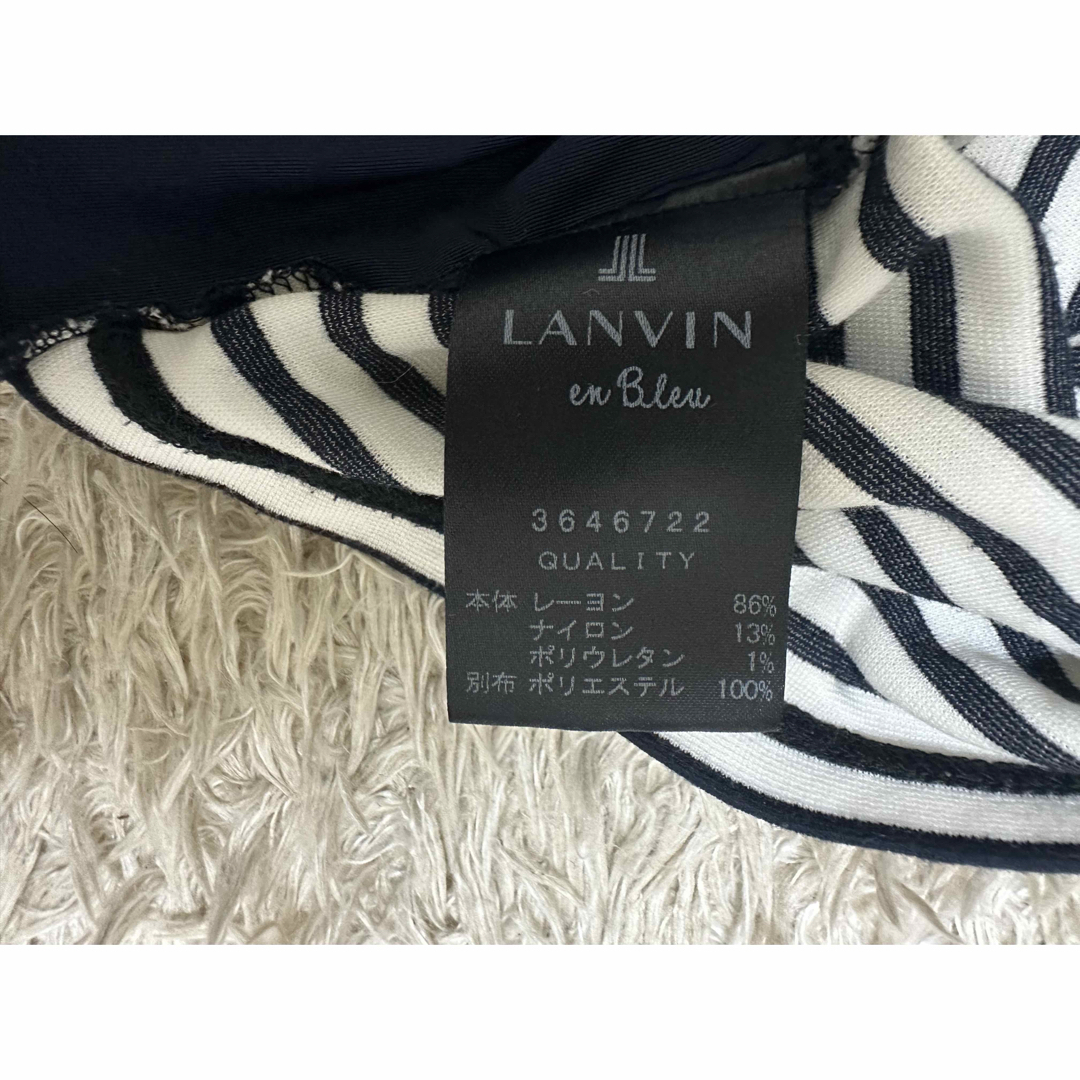 LANVIN
en Bleu
3646722
QUALITY
本体 レーヨン 86%
ナイロン 13%
ポリウレタン 1%
別布 ポリエステル 100%